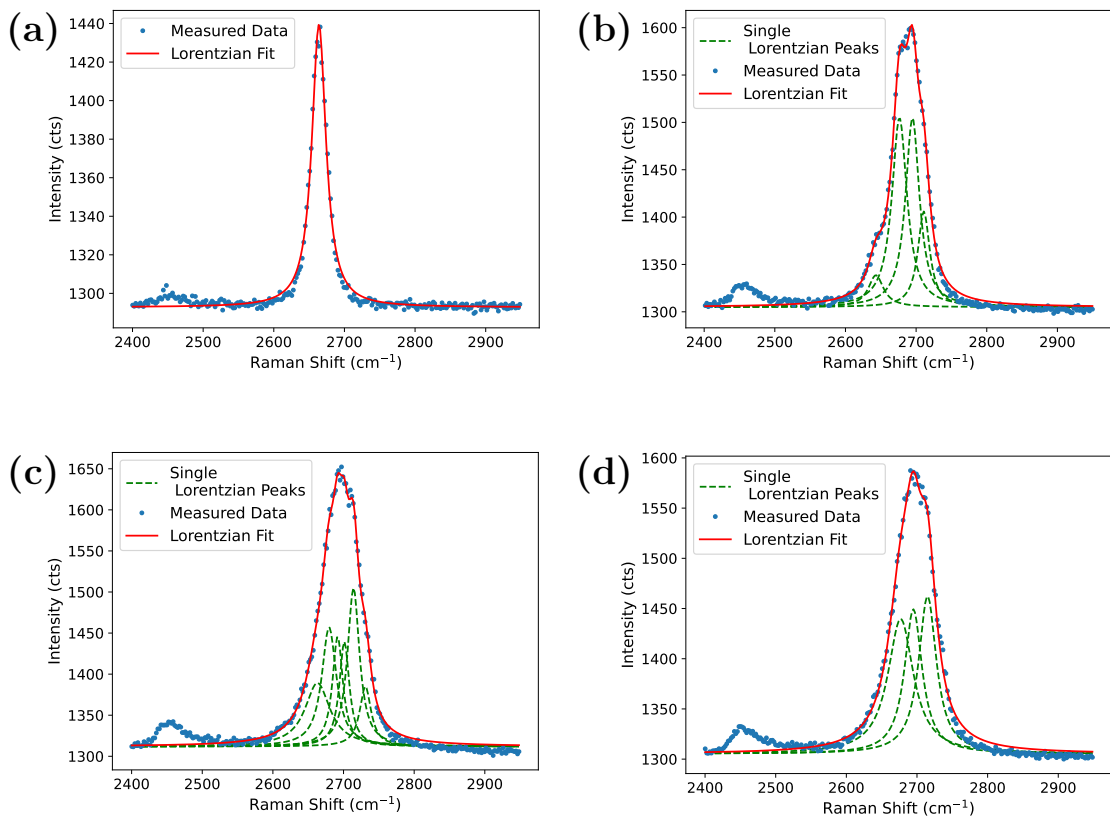 (a)
Measured Data
Lorentzian Fit
1440
1420
1400
1380
1360
1340
1320
1300
Intensity (cts)
2400 2500 2600 2700 2800 2900
Raman Shift (cm⁻¹)
(b)
Single
Lorentzian Peaks
Measured Data
Lorentzian Fit
1600
1550
1500
1450
1400
1350
1300
Intensity (cts)
2400 2500 2600 2700 2800 2900
Raman Shift (cm⁻¹)
(c)
Single
Lorentzian Peaks
Measured Data
Lorentzian Fit
1650
1600
1550
1500
1450
1400
1350
1300
Intensity (cts)
2400 2500 2600 2700 2800 2900
Raman Shift (cm⁻¹)
(d)
Single
Lorentzian Peaks
Measured Data
Lorentzian Fit
1600
1550
1500
1450
1400
1350
1300
Intensity (cts)
2400 2500 2600 2700 2800 2900
Raman Shift (cm⁻¹)